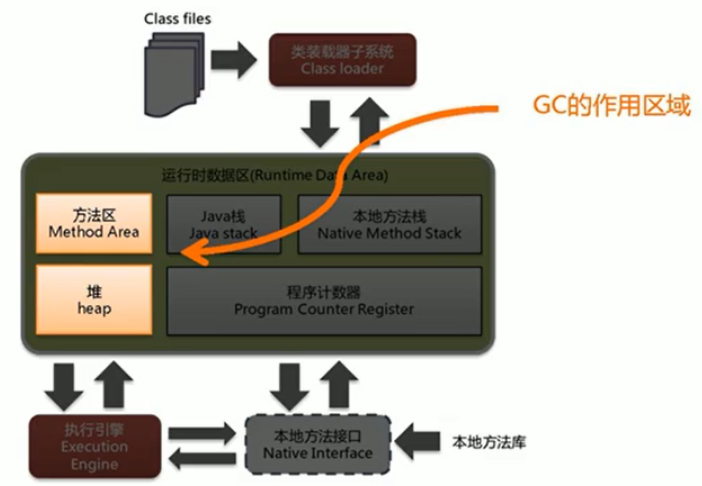 Class files
类装载器子系统
Class loader
GC的作用区域
运行时数据区(Runtime Data Area)
方法区
Method Area
Java栈
Java stack
本地方法栈
Native Method Stack
堆
heap
程序计数器
Program Counter Register
执行引擎
Execution
Engine
本地方法接口
Native Interface
本地方法库